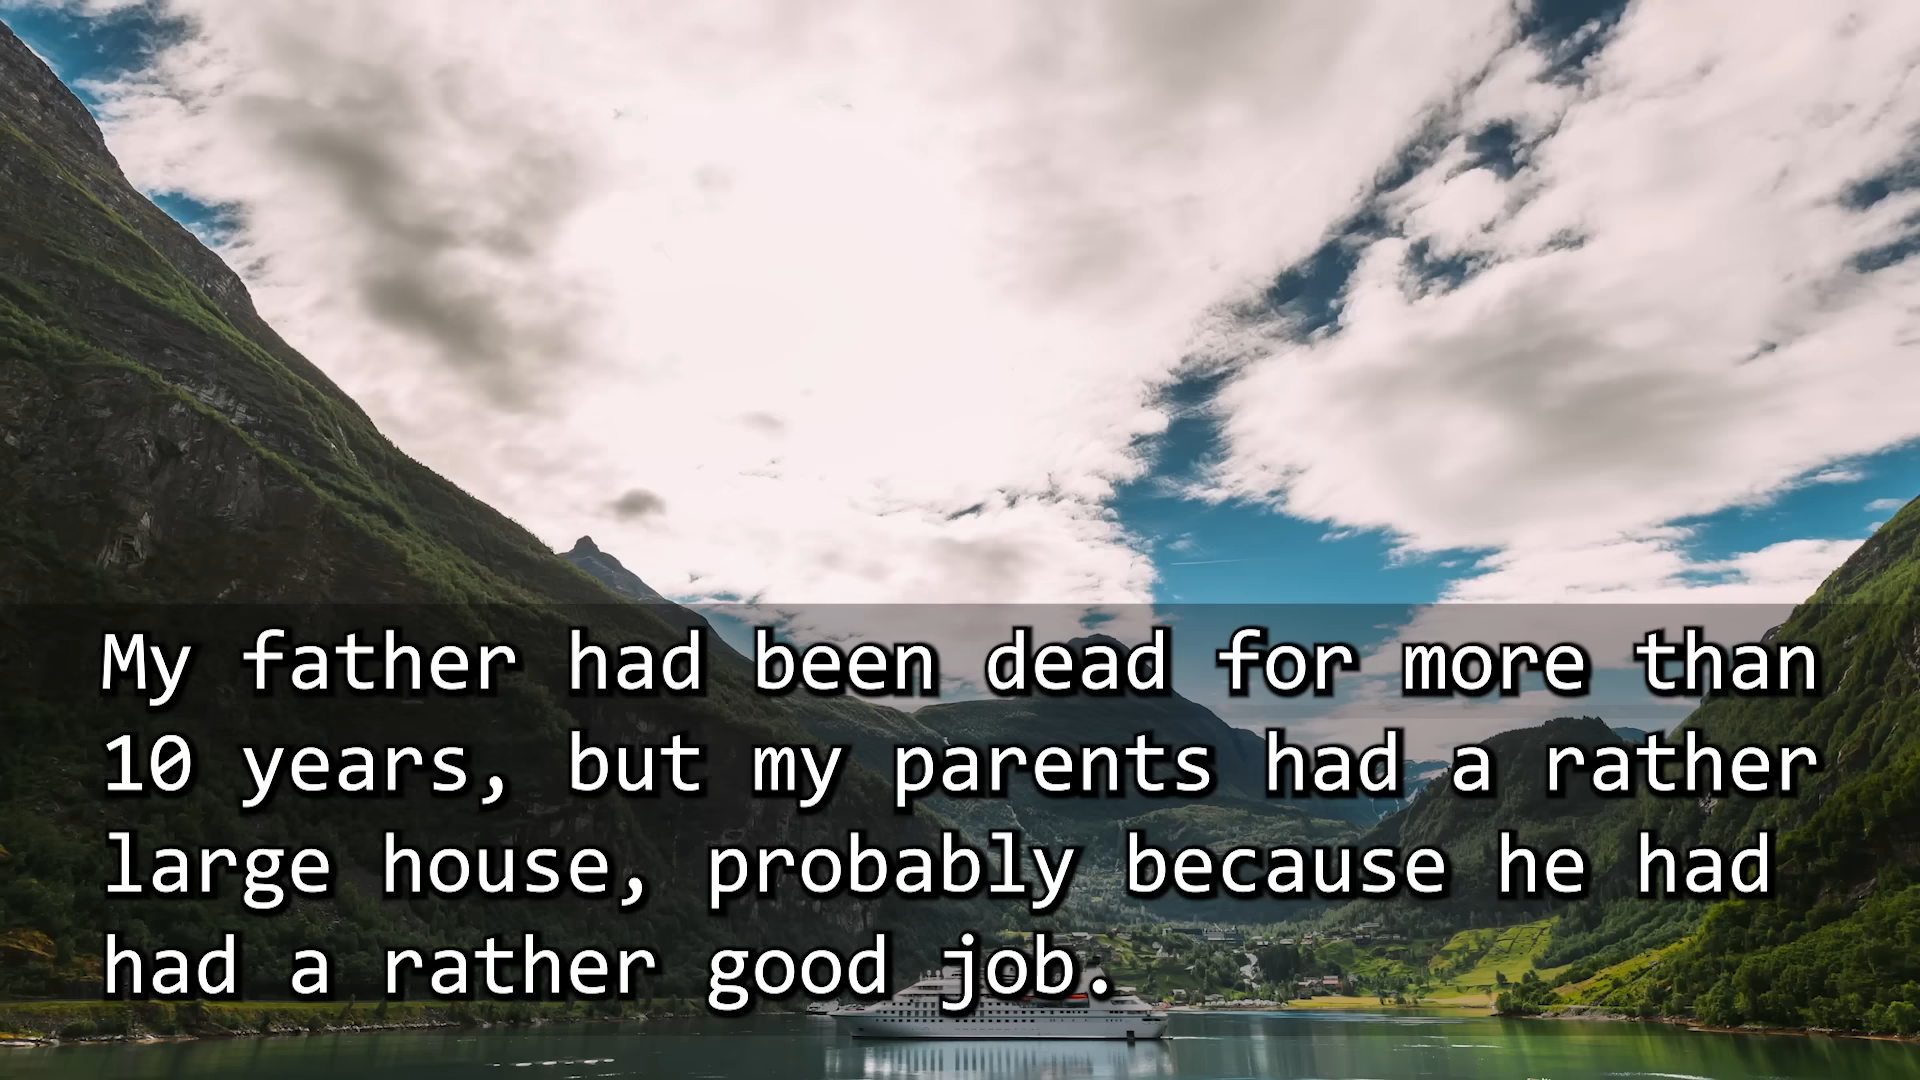 My father had been dead for more than
10 years, but my parents had a rather
large house, probably because he had
had a rather good job.